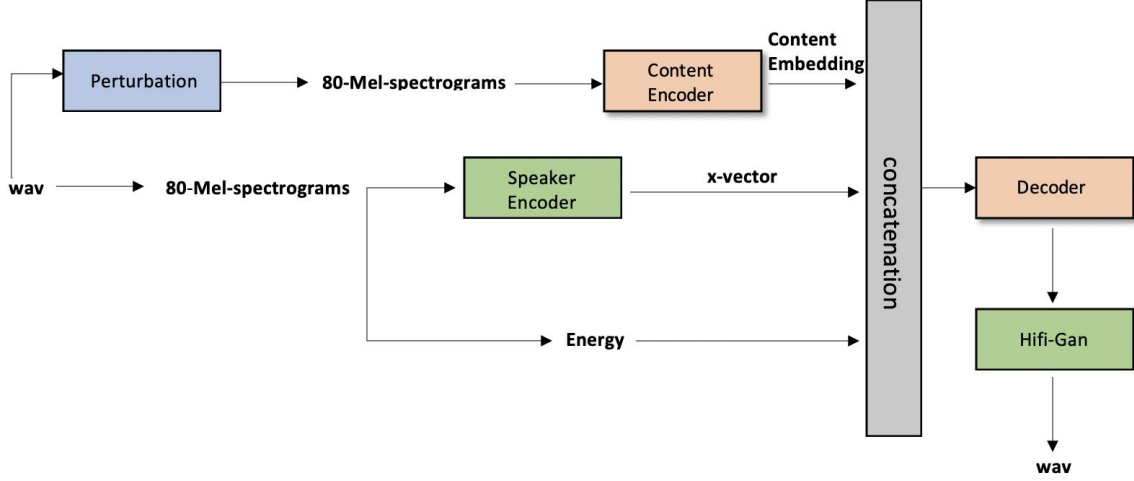 Content
Embedding
Perturbation
80-Mel-spectrograms
Content
Encoder
wav
80-Mel-spectrograms
Speaker
Encoder
x-vector
concatenation
Decoder
Energy
Hifi-Gan
wav